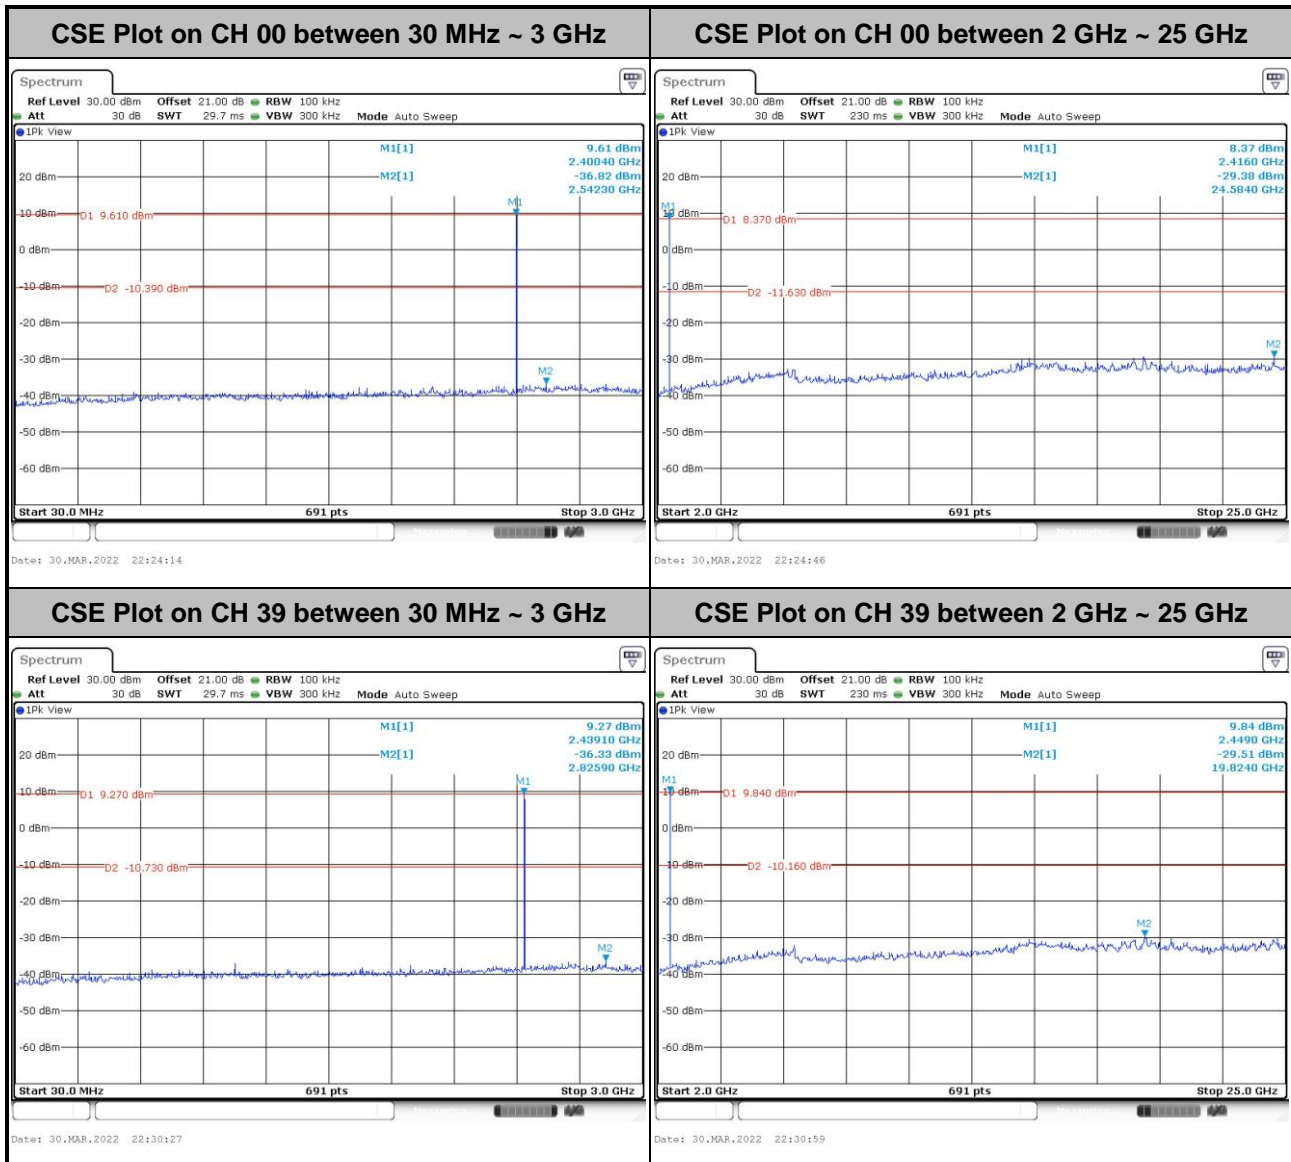 CSE Plot on CH 00 between 30 MHz ~ 3 GHz
Spectrum
Ref Level 30.00 dBm Offset 21.00 dB RBW 100 kHz
Att 30 dB SWT 29.7 ms VBW 300 kHz Mode Auto Sweep
1Pk View
M1[1] 9.61 dBm
2.40040 GHz
20 dBm M2[1] -36.82 dBm
2.54230 GHz
M1
10 dBm D1 9.610 dBm
0 dBm
-10 dBm D2 -10.390 dBm
-20 dBm
-30 dBm
M2
-40 dBm
-50 dBm
-60 dBm
Start 30.0 MHz 691 pts Stop 3.0 GHz
Date: 30.MAR.2022 22:24:14
CSE Plot on CH 00 between 2 GHz ~ 25 GHz
Spectrum
Ref Level 30.00 dBm Offset 21.00 dB RBW 100 kHz
Att 30 dB SWT 230 ms VBW 300 kHz Mode Auto Sweep
1Pk View
M1[1] 8.37 dBm
2.4160 GHz
20 dBm M2[1] -29.38 dBm
24.5840 GHz
M1
10 dBm D1 8.370 dBm
0 dBm
-10 dBm D2 -11.630 dBm
-20 dBm
M2
-30 dBm
-40 dBm
-50 dBm
-60 dBm
Start 2.0 GHz 691 pts Stop 25.0 GHz
Date: 30.MAR.2022 22:24:46
CSE Plot on CH 39 between 30 MHz ~ 3 GHz
Spectrum
Ref Level 30.00 dBm Offset 21.00 dB RBW 100 kHz
Att 30 dB SWT 29.7 ms VBW 300 kHz Mode Auto Sweep
1Pk View
M1[1] 9.27 dBm
2.43910 GHz
20 dBm M2[1] -36.33 dBm
2.82590 GHz
M1
10 dBm D1 9.270 dBm
0 dBm
-10 dBm D2 -10.730 dBm
-20 dBm
-30 dBm
M2
-40 dBm
-50 dBm
-60 dBm
Start 30.0 MHz 691 pts Stop 3.0 GHz
Date: 30.MAR.2022 22:30:27
CSE Plot on CH 39 between 2 GHz ~ 25 GHz
Spectrum
Ref Level 30.00 dBm Offset 21.00 dB RBW 100 kHz
Att 30 dB SWT 230 ms VBW 300 kHz Mode Auto Sweep
1Pk View
M1[1] 9.84 dBm
2.4490 GHz
20 dBm M2[1] -29.51 dBm
19.8240 GHz
M1
10 dBm D1 9.840 dBm
0 dBm
-10 dBm D2 -10.160 dBm
-20 dBm
M2
-30 dBm
-40 dBm
-50 dBm
-60 dBm
Start 2.0 GHz 691 pts Stop 25.0 GHz
Date: 30.MAR.2022 22:30:59